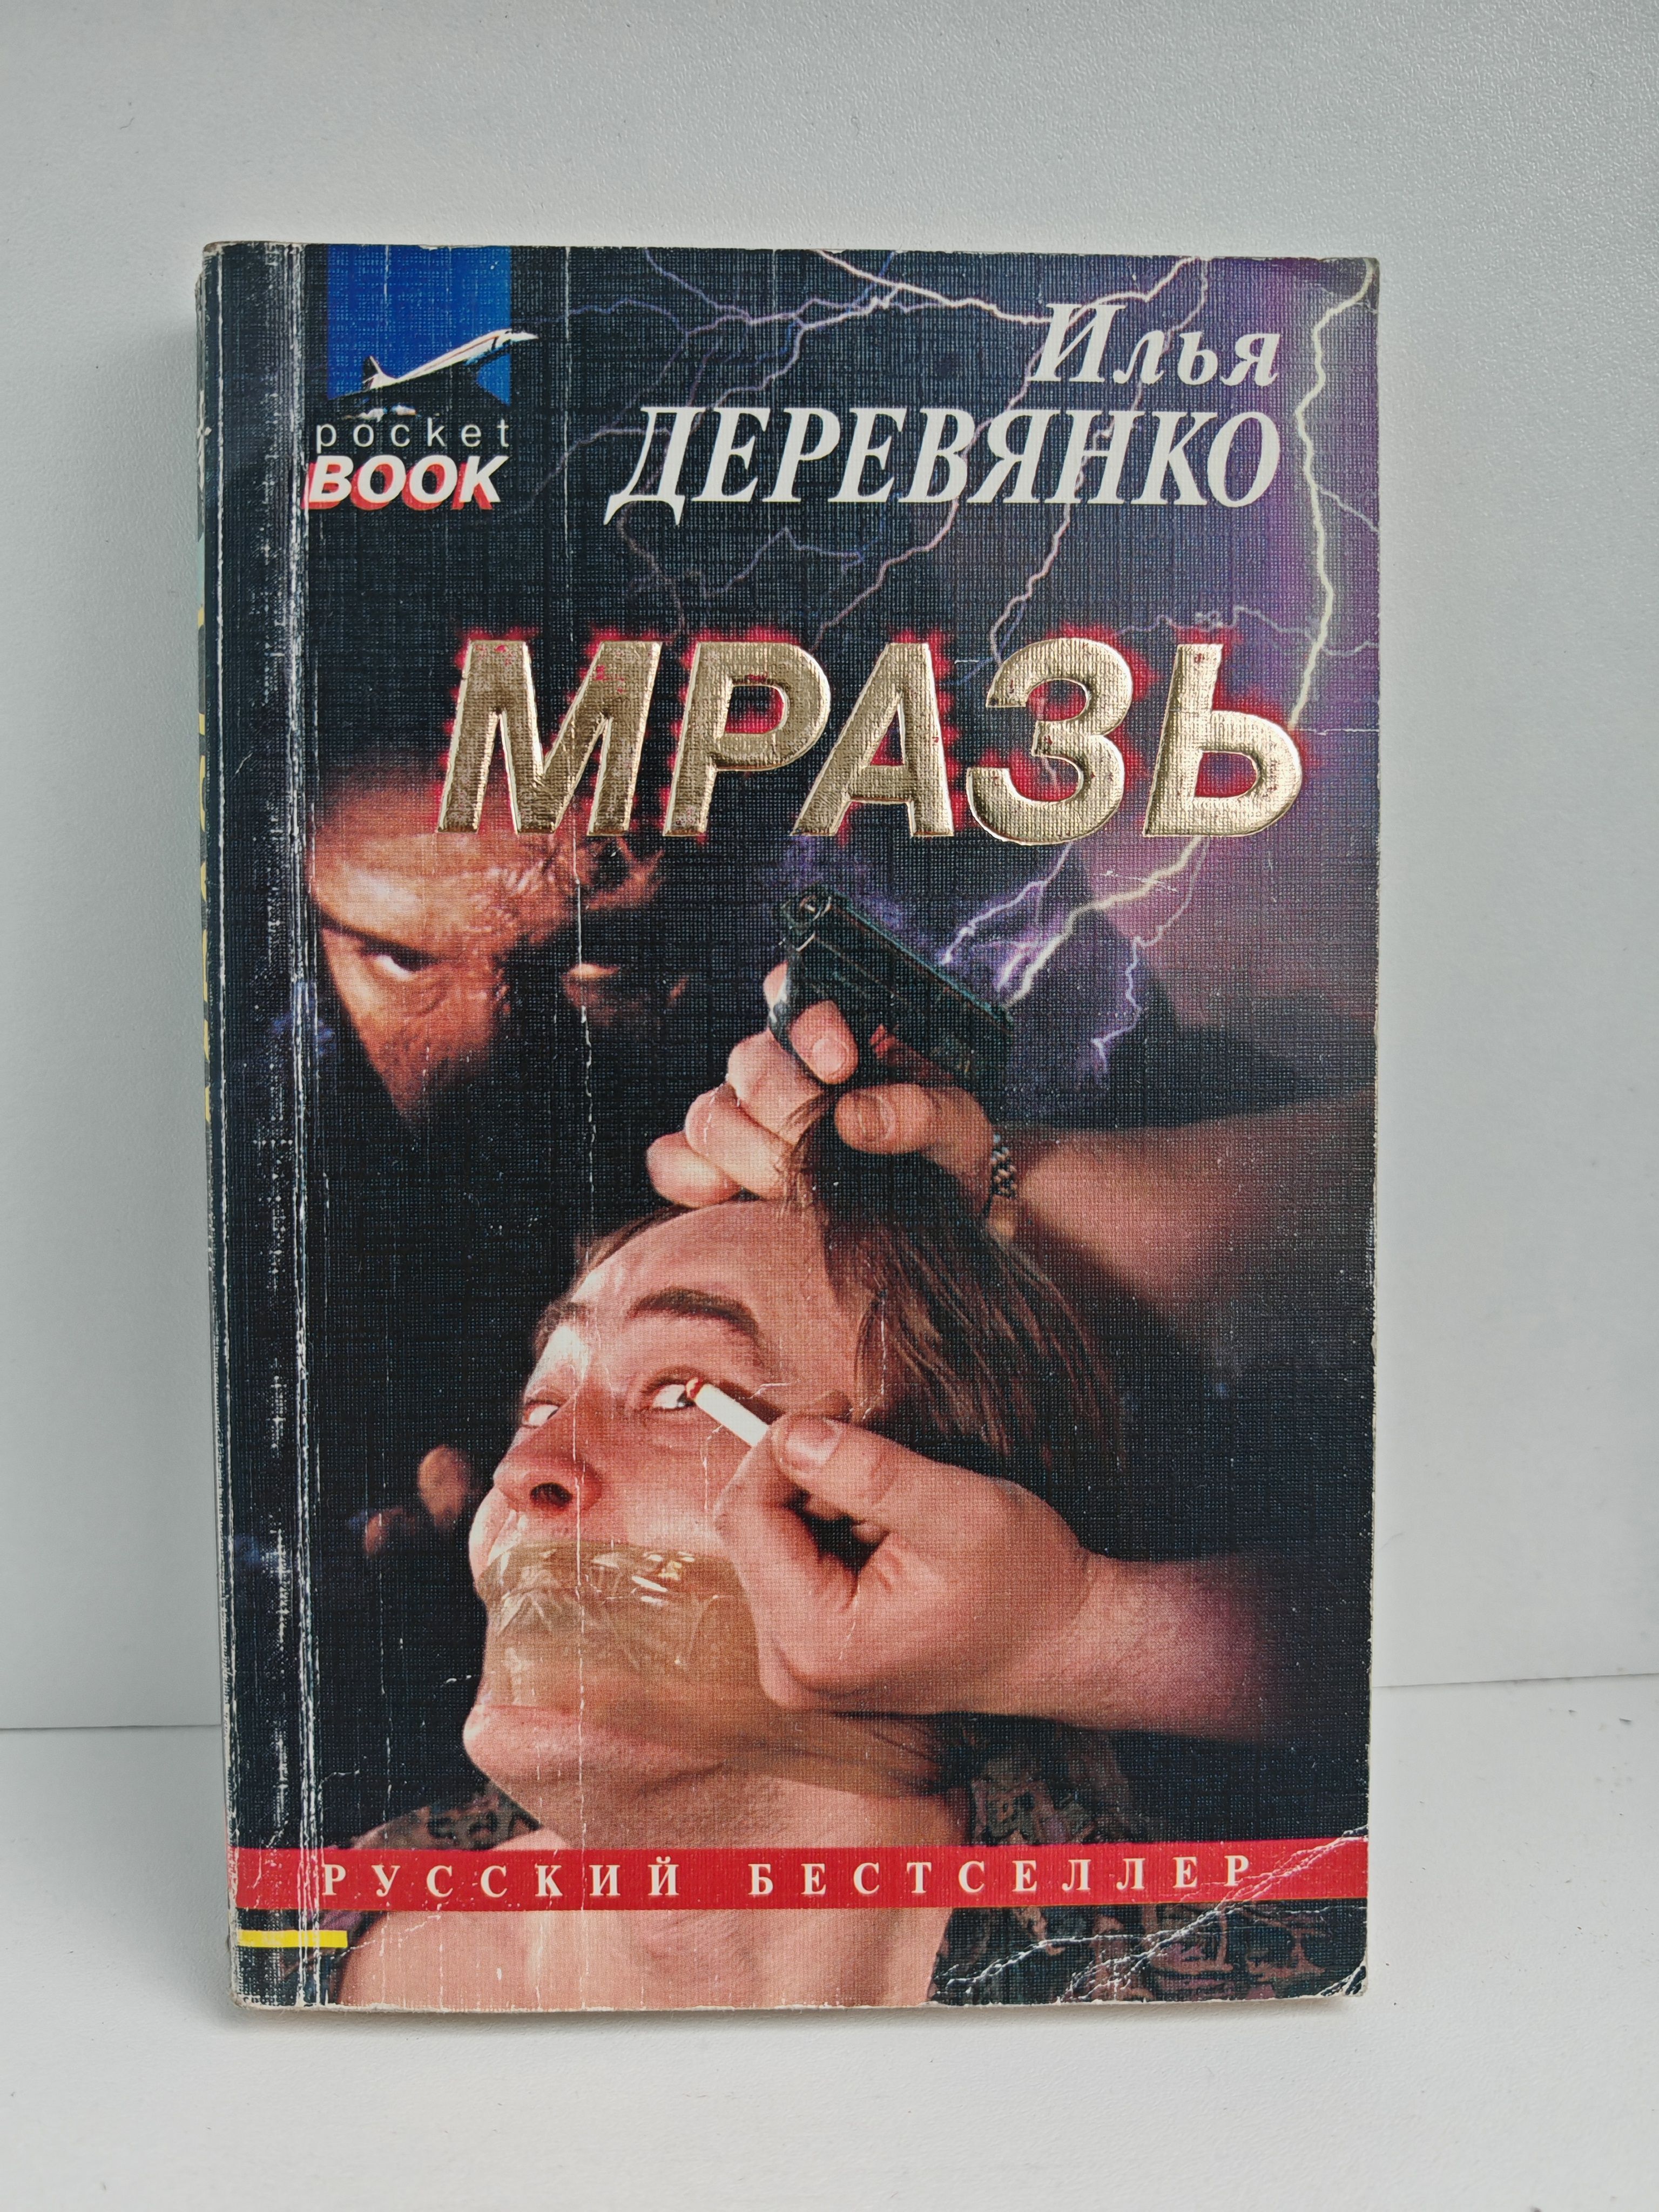 pocket
BOOK
Илья
ДЕРЕВЯНКО
МРАЗЬ
РУССКИЙ БЕСТСЕЛЛЕР